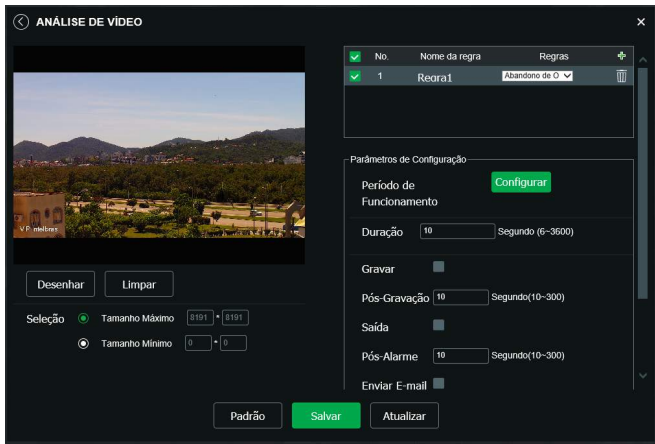 ANÁLISE DE VÍDEO
×
No. Nome da regra Regras
1 Regra1 Abandono de O
VIP Intelbras
Desenhar Limpar
Seleção Tamanho Máximo 8191 * 8191
Tamanho Mínimo 0 * 0
Parâmetros de Configuração
Período de
Funcionamento
Configurar
Duração 10 Segundo (6~3600)
Gravar
Pós-Gravação 10 Segundo(10~300)
Saída
Pós-Alarme 10 Segundo(10~300)
Enviar E-mail
Padrão Salvar Atualizar